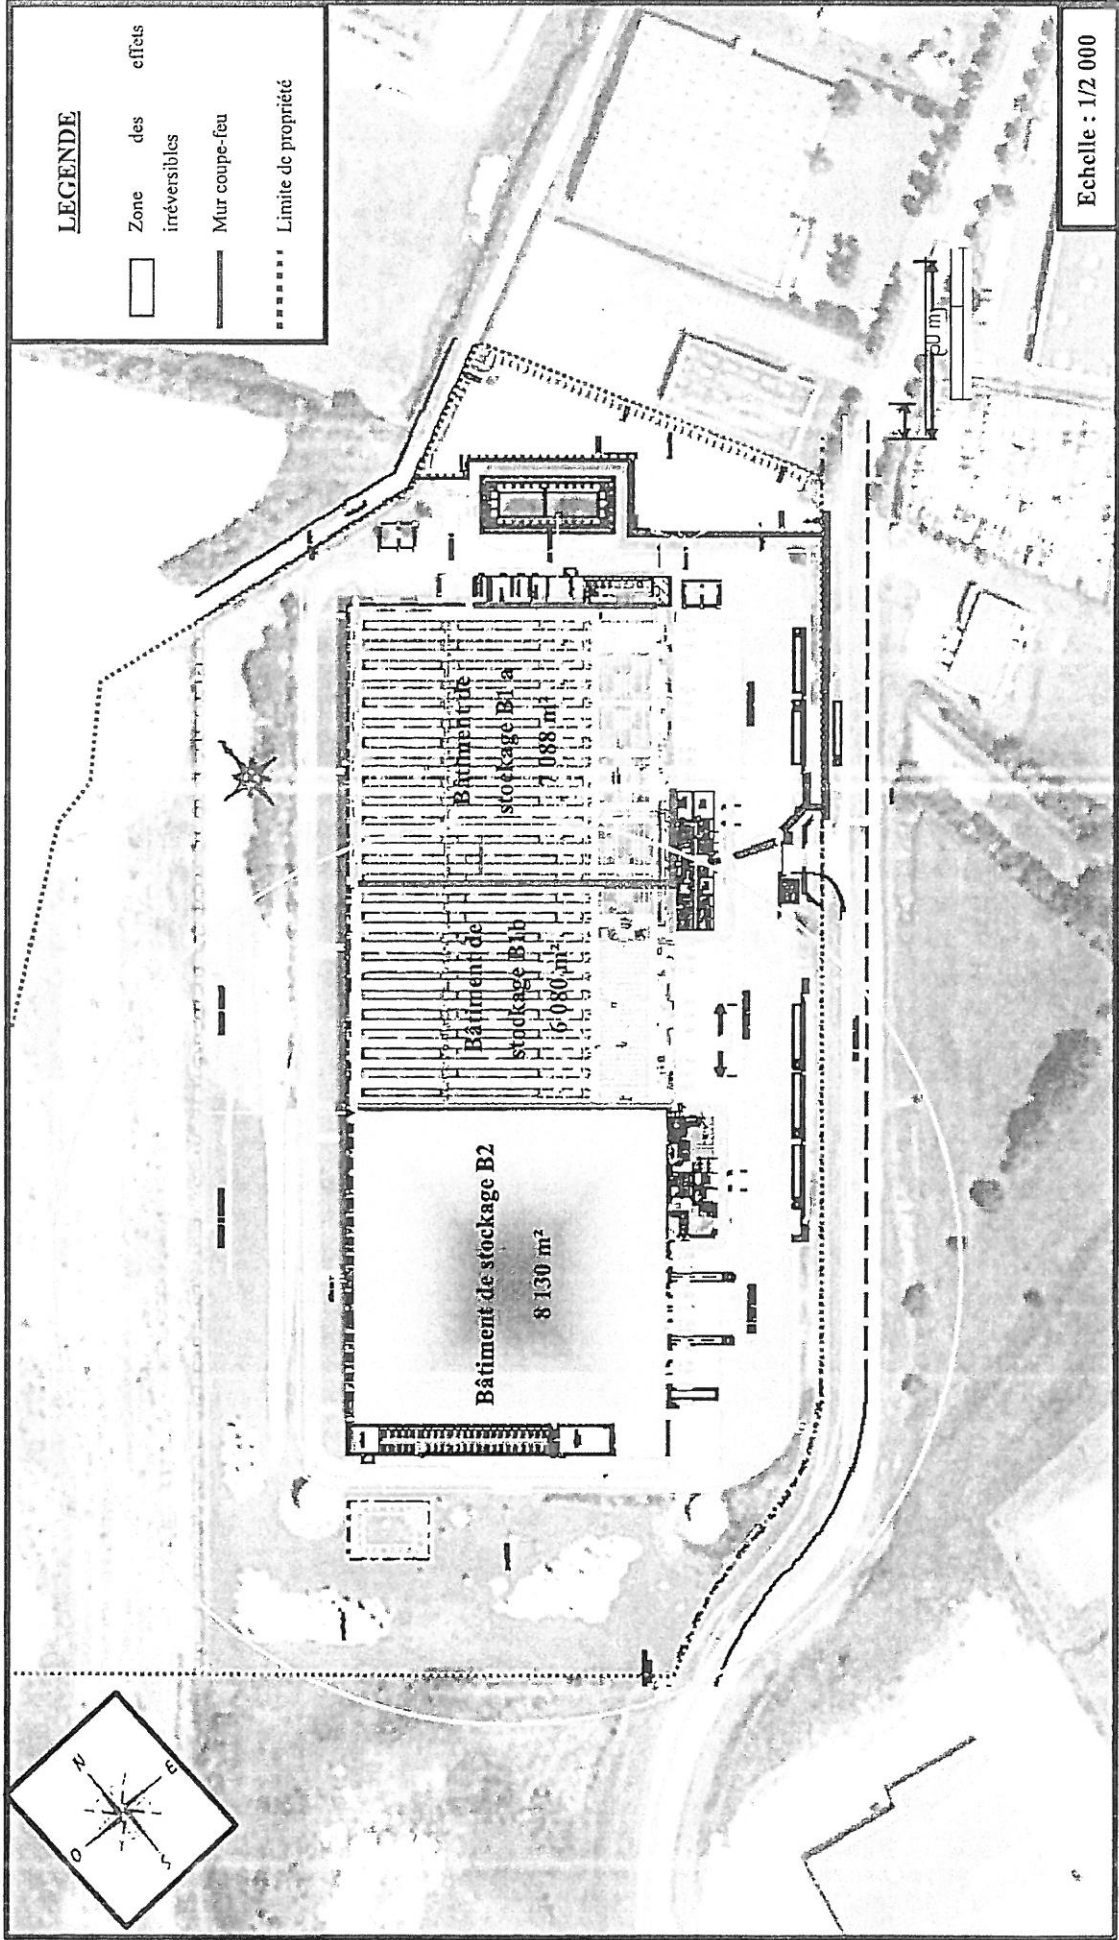 LEGENDE
Zone des effets
irréversibles
Mur coupe-feu
Limite de propriété
Bâtiment de
stockage B1 a
7 088 m²
Bâtiment de
stockage B1b
6 080 m²
Bâtiment de stockage B2
8 130 m²
N
E
O
S
Echelle : 1/2 000